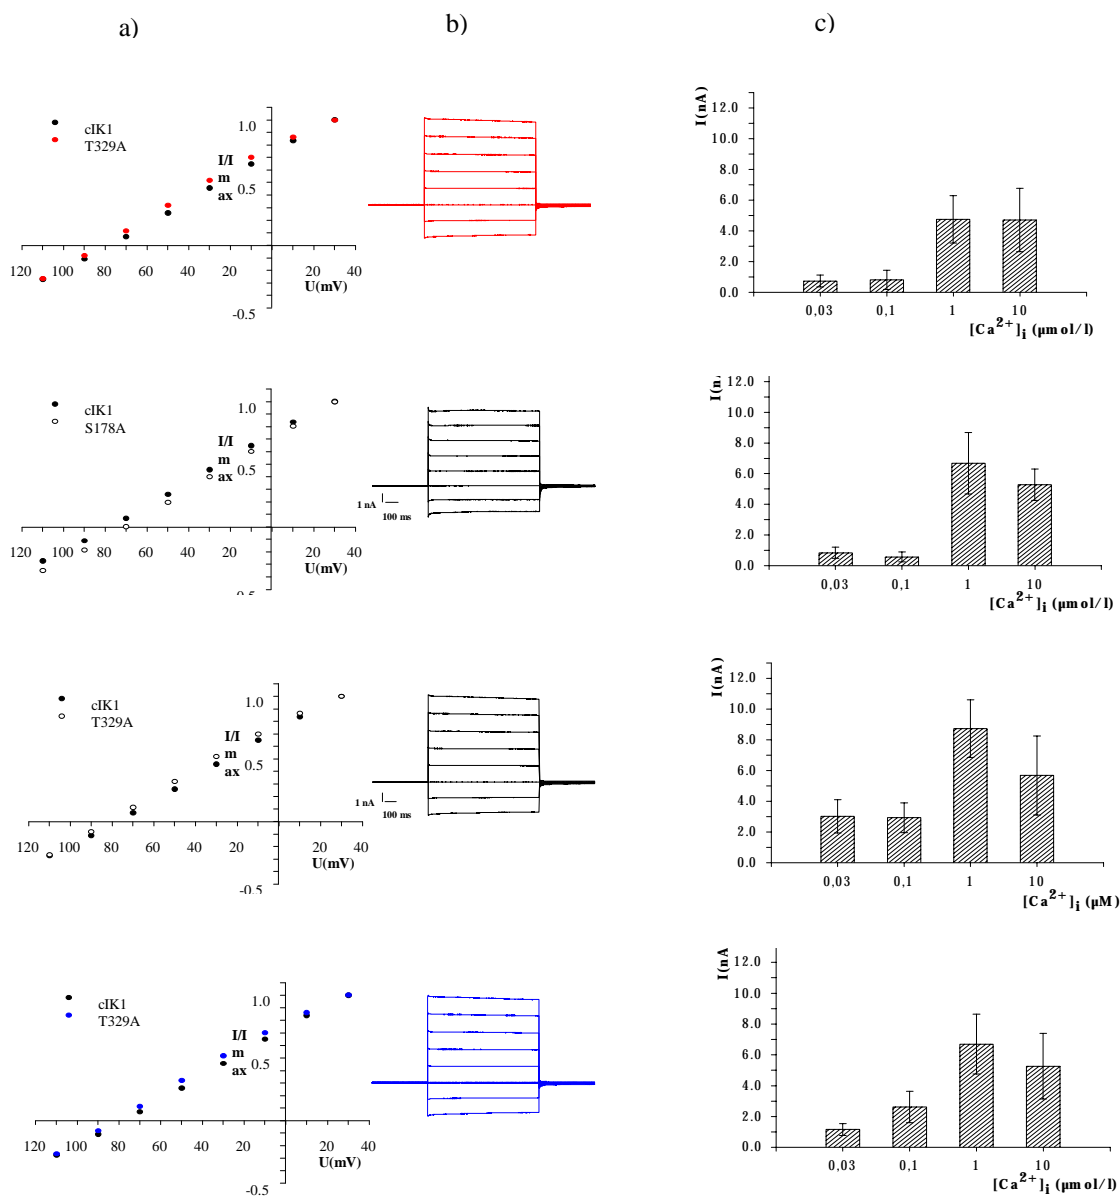 a)
b)
c)
cIK1
T329A
1.0
I/I
m
ax
0.5
120 100 80 60 40 20 20 40
U(mV)
-0.5
I(nA)
12.0
10.0
8.0
6.0
4.0
2.0
0.0
0,03 0,1 1 10
[Ca2+]i (µmol/l)
cIK1
S178A
1.0
I/I
m
ax
0.5
120 100 80 60 40 20 20 40
U(mV)
-0.5
1 nA
100 ms
I(nA)
12.0
10.0
8.0
6.0
4.0
2.0
0.0
0,03 0,1 1 10
[Ca2+]i (µmol/l)
cIK1
T329A
1.0
I/I
m
ax
0.5
120 100 80 60 40 20 20 40
U(mV)
-0.5
1 nA
100 ms
I(nA)
12.0
10.0
8.0
6.0
4.0
2.0
0.0
0,03 0,1 1 10
[Ca2+]i (µM)
cIK1
T329A
1.0
I/I
m
ax
0.5
120 100 80 60 40 20 20 40
U(mV)
-0.5
I(nA
12.0
10.0
8.0
6.0
4.0
2.0
0.0
0,03 0,1 1 10
[Ca2+]i (µmol/l)